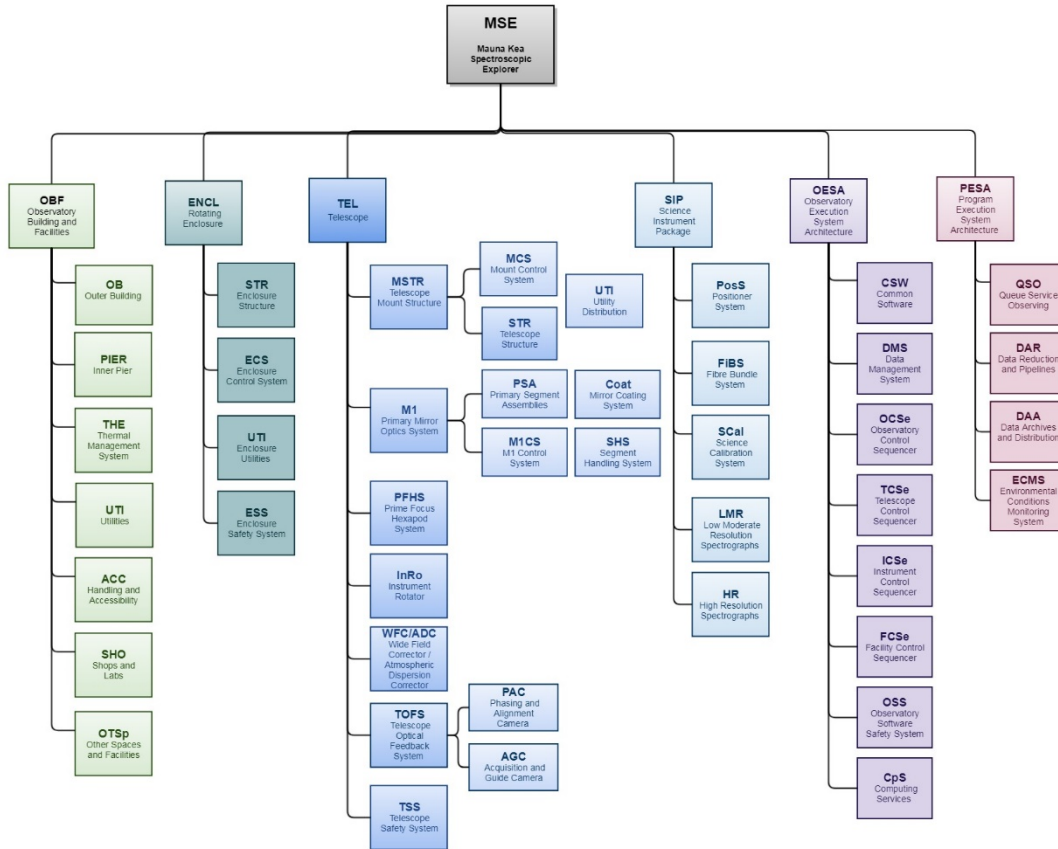 MSE
Mauna Kea
Spectroscopic
Explorer
OBF
Observatory
Building and
Facilities
OB
Outer Building
PIER
Inner Pier
THE
Thermal
Management
System
UTI
Utilities
ACC
Handling and
Accessibility
SHO
Shops and
Labs
OTSp
Other Spaces
and Facilities
ENCL
Rotating
Enclosure
STR
Enclosure
Structure
ECS
Enclosure
Control System
UTI
Enclosure
Utilities
ESS
Enclosure
Safety System
TEL
Telescope
MSTR
Telescope
Mount Structure
MCS
Mount Control
System
UTI
Utility
Distribution
STR
Telescope
Structure
M1
Primary Mirror
Optics System
PSA
Primary Segment
Assemblies
Coat
Mirror Coating
System
M1CS
M1 Control
System
SHS
Segment
Handling System
PFHS
Prime Focus
Hexapod
System
InRo
Instrument
Rotator
WFC/ADC
Wide Field
Corrector /
Atmospheric
Dispersion
Corrector
TOFS
Telescope
Optical
Feedback
System
PAC
Phasing and
Alignment
Camera
AGC
Acquisition and
Guide Camera
TSS
Telescope
Safety System
SIP
Science
Instrument
Package
PosS
Positioner
System
FiBS
Fibre Bundle
System
SCal
Science
Calibration
System
LMR
Low Moderate
Resolution
Spectrographs
HR
High Resolution
Spectrographs
OESA
Observatory
Execution
System
Architecture
CSW
Common
Software
DMS
Data
Management
System
OCSe
Observatory
Control
Sequencer
TCSe
Telescope
Control
Sequencer
ICSe
Instrument
Control
Sequencer
FCSe
Facility Control
Sequencer
OSS
Observatory
Software
Safety System
CpS
Computing
Services
PESA
Program
Execution
System
Architecture
QSO
Queue Service
Observing
DAR
Data Reduction
and Pipelines
DAA
Data Archives
and Distribution
ECMS
Environmental
Conditions
Monitoring
System